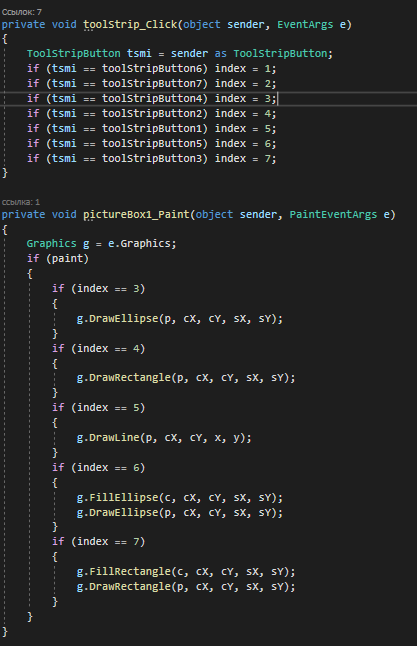 Ссылок: 7
private void toolStrip_Click(object sender, EventArgs e)
{
ToolStripButton tsmi = sender as ToolStripButton;
if (tsmi == toolStripButton6) index = 1;
if (tsmi == toolStripButton7) index = 2;
if (tsmi == toolStripButton4) index = 3;
if (tsmi == toolStripButton2) index = 4;
if (tsmi == toolStripButton1) index = 5;
if (tsmi == toolStripButton5) index = 6;
if (tsmi == toolStripButton3) index = 7;
}
ссылка: 1
private void pictureBox1_Paint(object sender, PaintEventArgs e)
{
Graphics g = e.Graphics;
if (paint)
{
if (index == 3)
{
g.DrawEllipse(p, cX, cY, sX, sY);
}
if (index == 4)
{
g.DrawRectangle(p, cX, cY, sX, sY);
}
if (index == 5)
{
g.DrawLine(p, cX, cY, x, y);
}
if (index == 6)
{
g.FillEllipse(c, cX, cY, sX, sY);
g.DrawEllipse(p, cX, cY, sX, sY);
}
if (index == 7)
{
g.FillRectangle(c, cX, cY, sX, sY);
g.DrawRectangle(p, cX, cY, sX, sY);
}
}
}